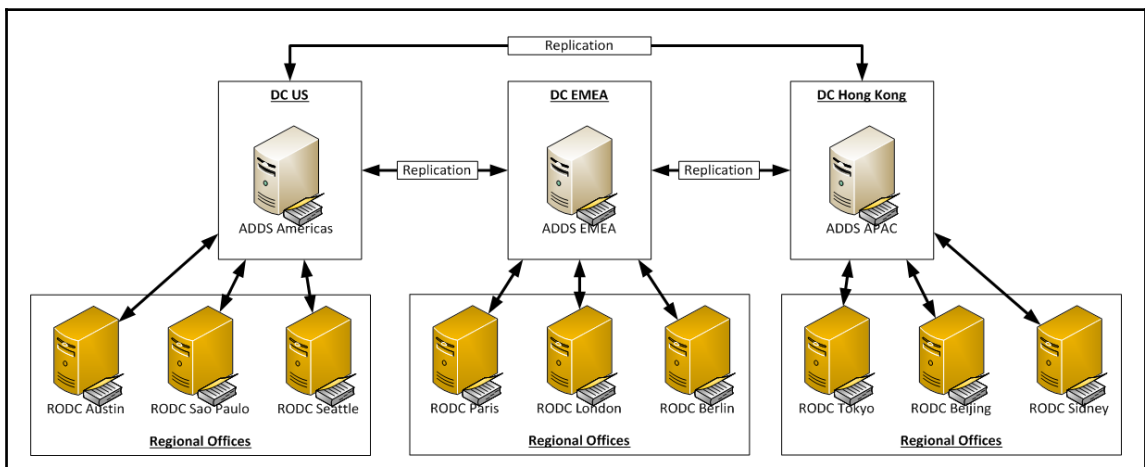 Replication
DC US
DC EMEA
DC Hong Kong
Replication
Replication
ADDS Americas
ADDS EMEA
ADDS APAC
RODC Austin
RODC Sao Paulo
RODC Seattle
RODC Paris
RODC London
RODC Berlin
RODC Tokyo
RODC Beijing
RODC Sidney
Regional Offices
Regional Offices
Regional Offices